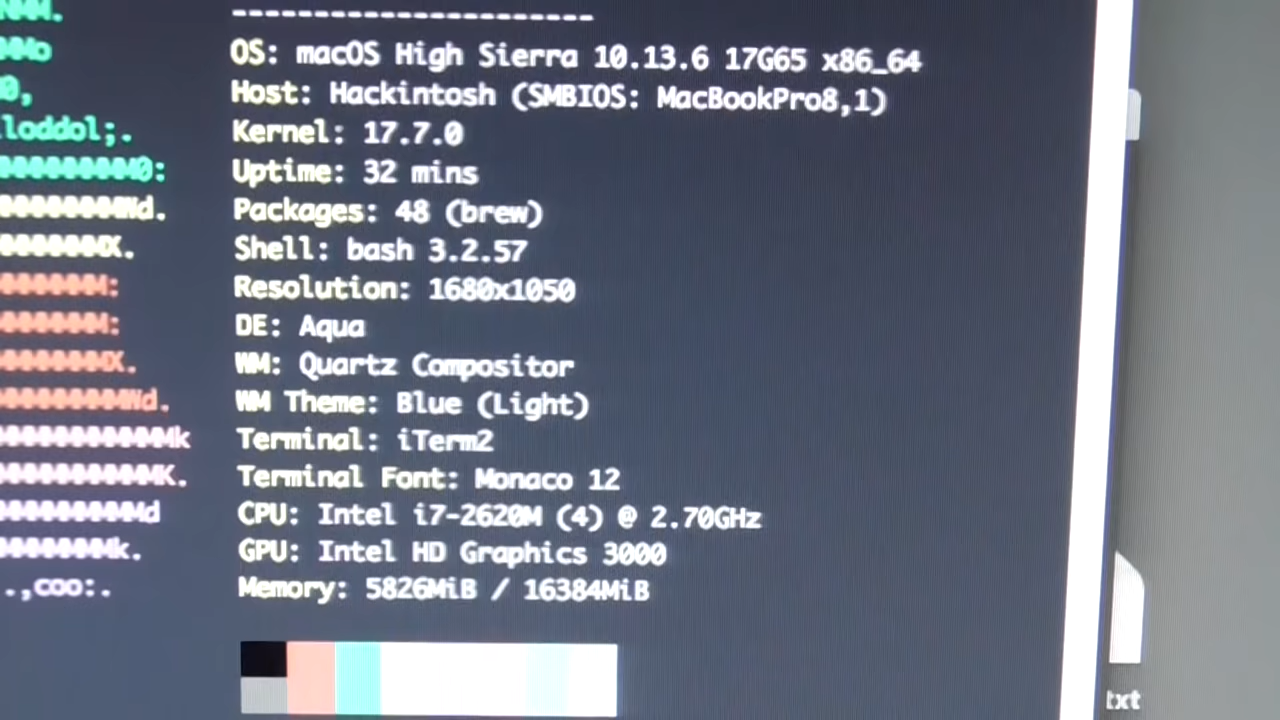 ----------------------
OS: macOS High Sierra 10.13.6 17G65 x86_64
Host: Hackintosh (SMBIOS: MacBookPro8,1)
Kernel: 17.7.0
Uptime: 32 mins
Packages: 48 (brew)
Shell: bash 3.2.57
Resolution: 1680x1050
DE: Aqua
WM: Quartz Compositor
WM Theme: Blue (Light)
Terminal: iTerm2
Terminal Font: Monaco 12
CPU: Intel i7-2620M (4) @ 2.70GHz
GPU: Intel HD Graphics 3000
Memory: 5826MiB / 16384MiB
.,coo:.
txt